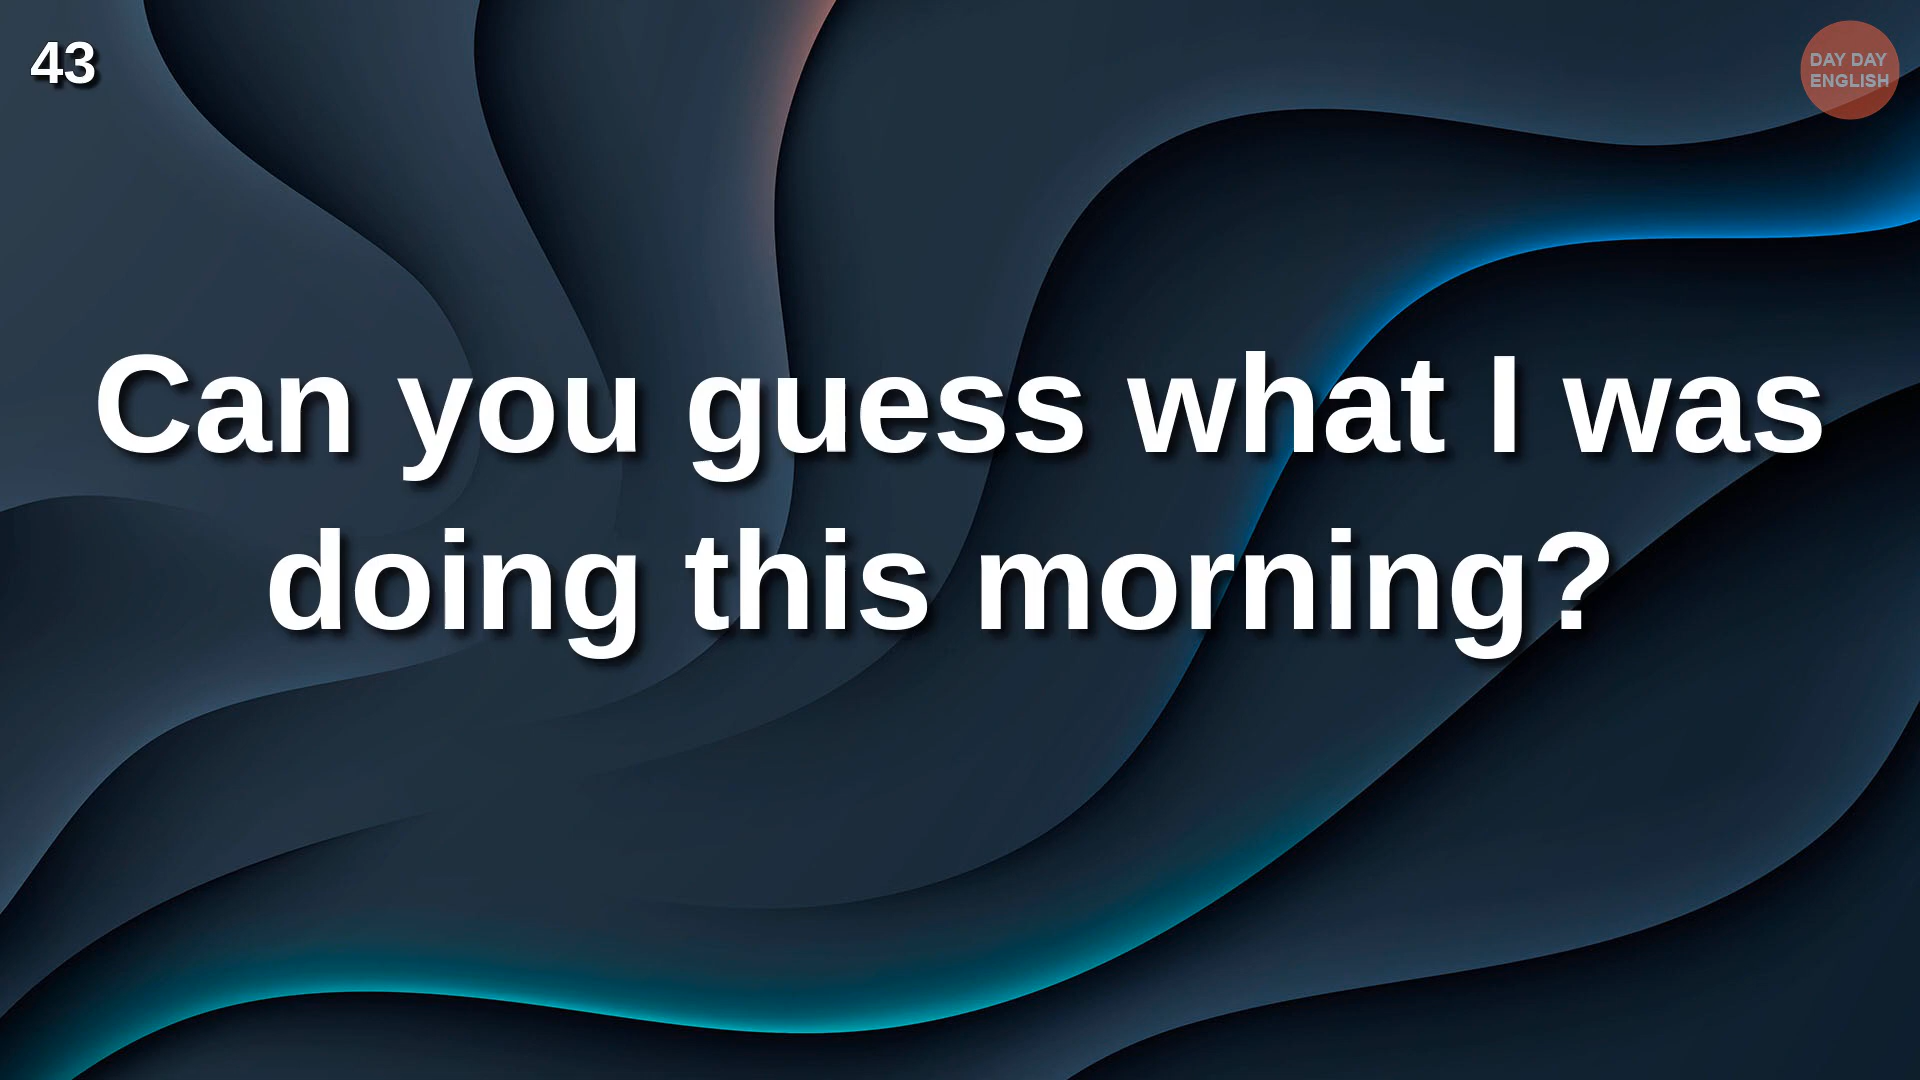 43
DAY DAY
ENGLISH
Can you guess what I was
doing this morning?